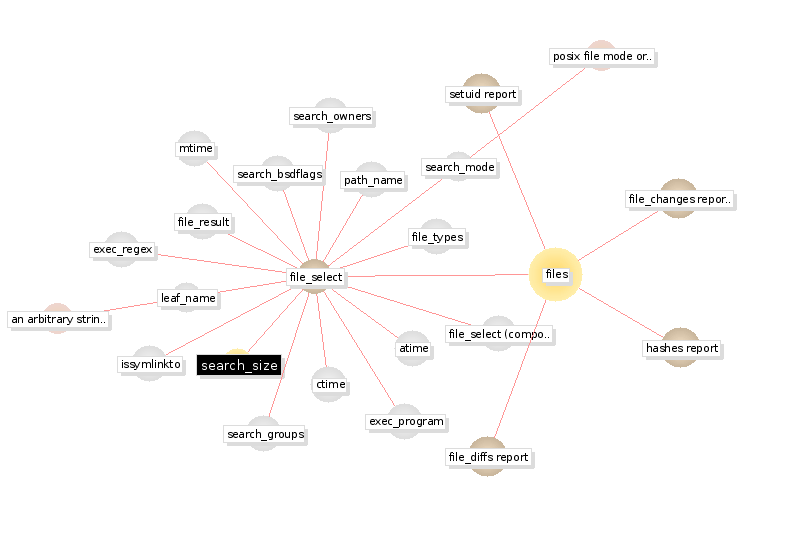 posix file mode or..
setuid report
search_owners
mtime
search_mode
search_bsdflags
path_name
file_changes repor..
file_result
file_types
exec_regex
files
file_select
leaf_name
an arbitrary strin..
file_select (compo..
atime
hashes report
issymlinkto
search_size
ctime
exec_program
search_groups
file_diffs report